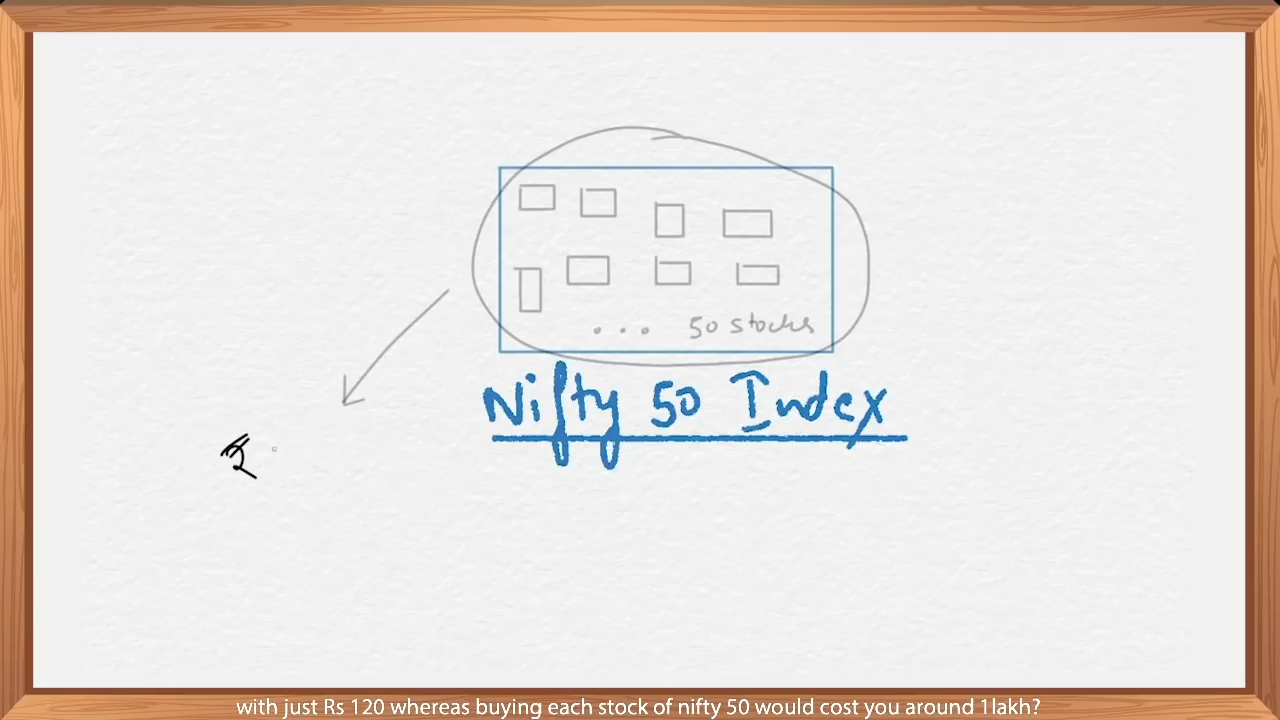 50 stocks
Nifty 50 Index
₹
with just Rs 120 whereas buying each stock of nifty 50 would cost you around 1lakh?